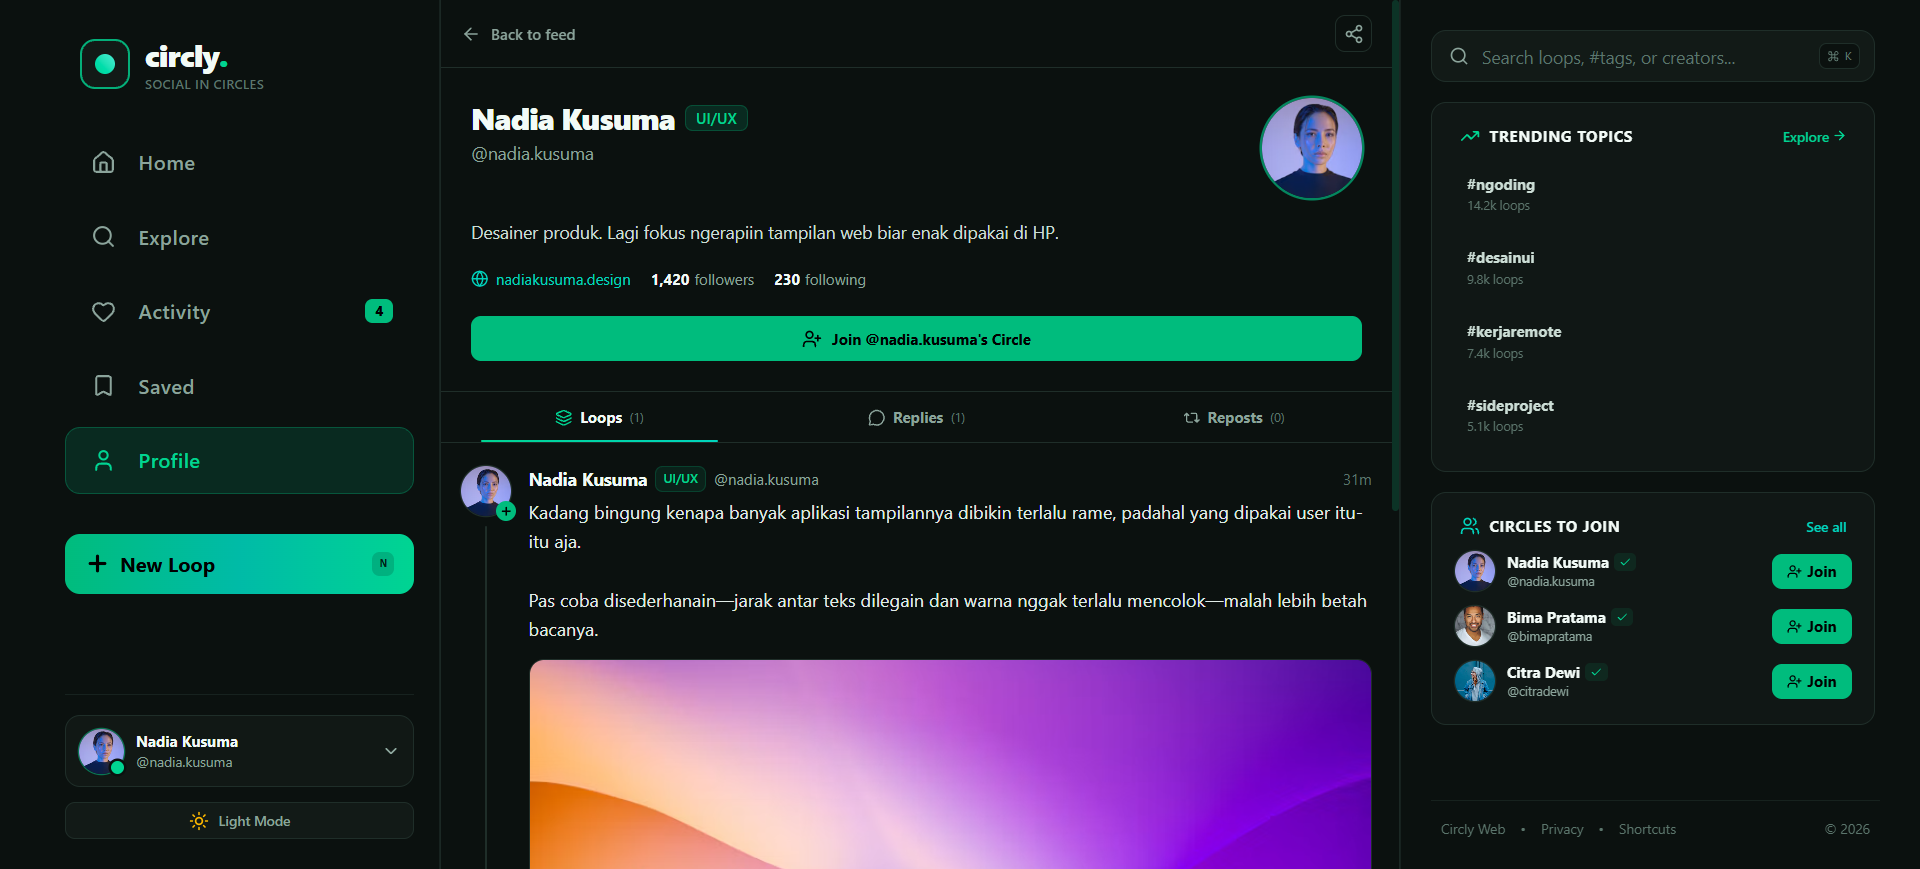 circly.
SOCIAL IN CIRCLES
Home
Explore
Activity
4
Saved
Profile
New Loop
N
Nadia Kusuma
@nadia.kusuma
Light Mode
Back to feed
Nadia Kusuma UI/UX
@nadia.kusuma
Desainer produk. Lagi fokus ngerapiin tampilan web biar enak dipakai di HP.
nadiakusuma.design 1,420 followers 230 following
Join @nadia.kusuma's Circle
Loops (1)
Replies (1)
Reposts (0)
Nadia Kusuma UI/UX @nadia.kusuma 31m
Kadang bingung kenapa banyak aplikasi tampilannya dibikin terlalu rame, padahal yang dipakai user itu-
itu aja.
Pas coba disederhanain—jarak antar teks dilegain dan warna nggak terlalu mencolok—malah lebih betah
bacanya.
Search loops, #tags, or creators... ⌘ K
TRENDING TOPICS Explore →
#ngoding
14.2k loops
#desainui
9.8k loops
#kerjaremote
7.4k loops
#sideproject
5.1k loops
CIRCLES TO JOIN See all
Nadia Kusuma
@nadia.kusuma
Join
Bima Pratama
@bimapratama
Join
Citra Dewi
@citradewi
Join
Circly Web • Privacy • Shortcuts © 2026